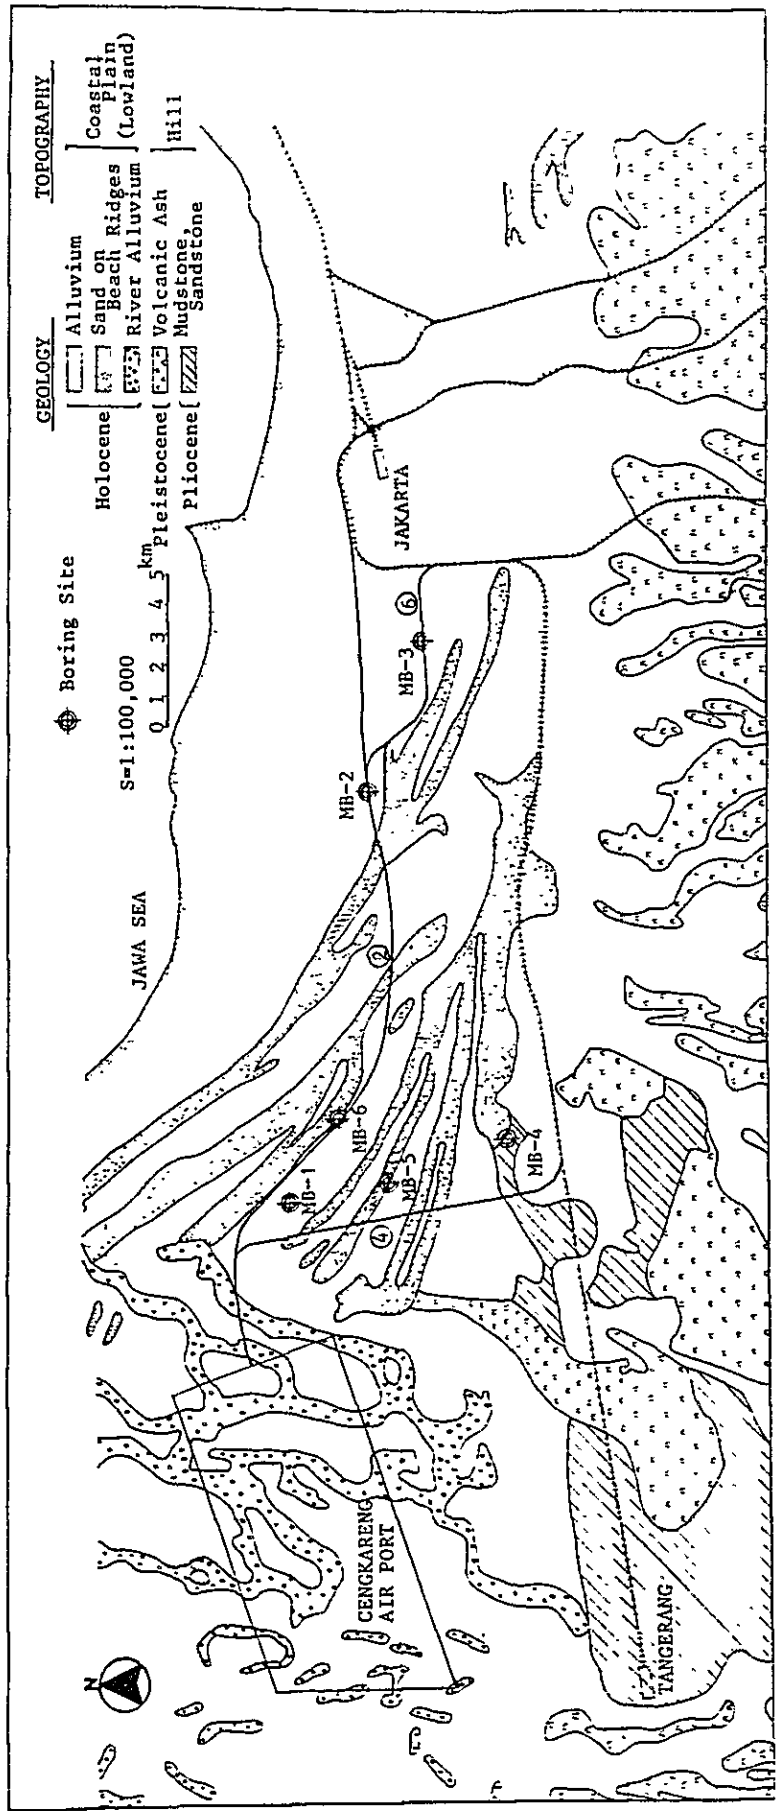 GEOLOGY
TOPOGRAPHY
Holocene
Alluvium
Sand on
Beach Ridges
River Alluvium
Coastal
Plain
(Lowland)
Pleistocene
Volcanic Ash
Pliocene
Mudstone,
Sandstone
Hill
Boring Site
S=1:100,000
0 1 2 3 4 5 km
JAWA SEA
N
MB-2
MB-3
6
JAKARTA
2
MB-6
MB-1
MB-5
4
MB-4
CENGKARENG
AIR PORT
TANGERANG